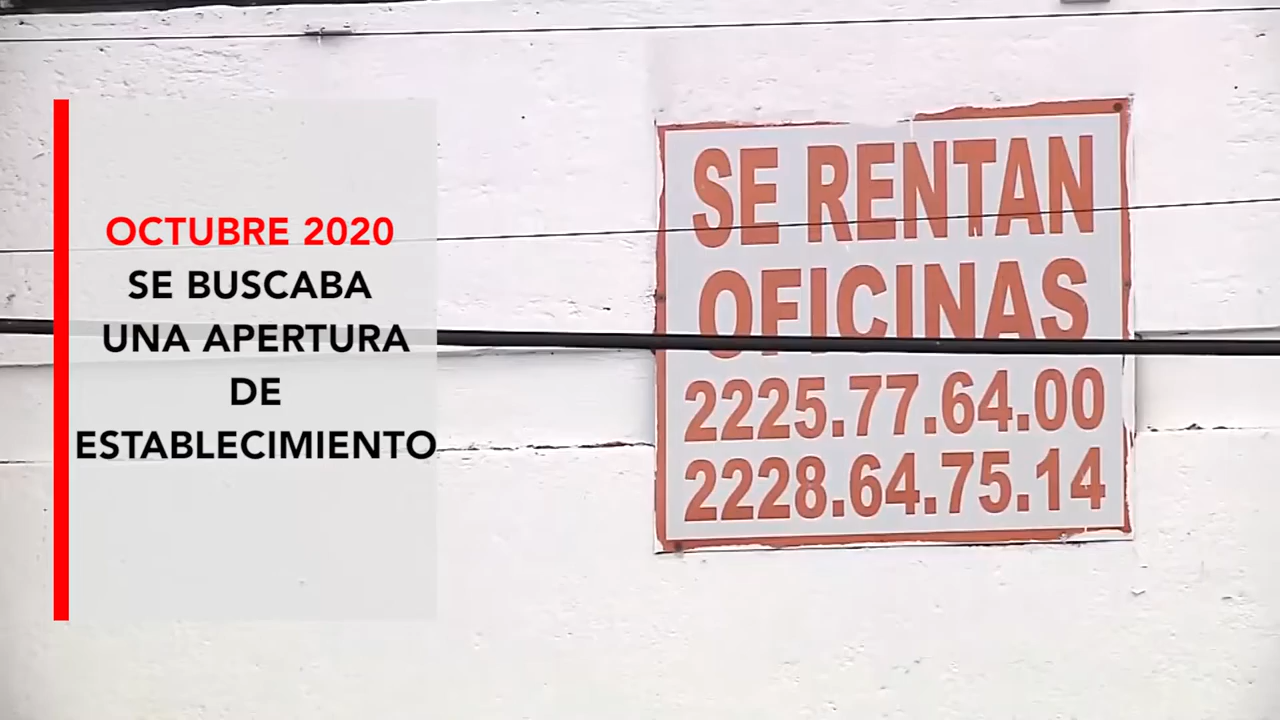 OCTUBRE 2020
SE BUSCABA
UNA APERTURA
DE
ESTABLECIMIENTO
SE RENTAN
OFICINAS
2225.77.64.00
2228.64.75.14